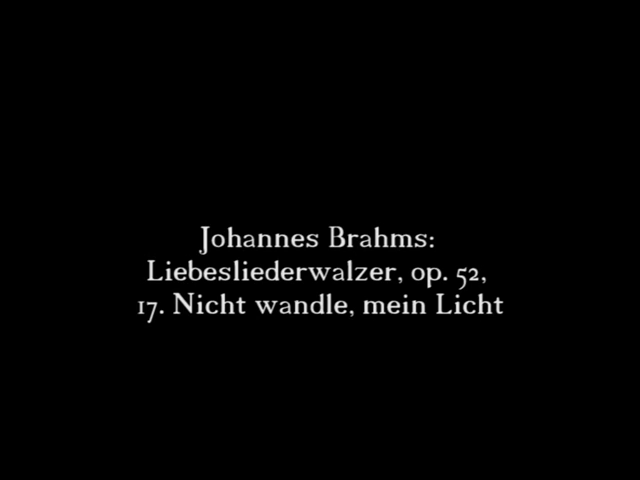 Johannes Brahms:
Liebesliederwalzer, op. 52,
17. Nicht wandle, mein Licht